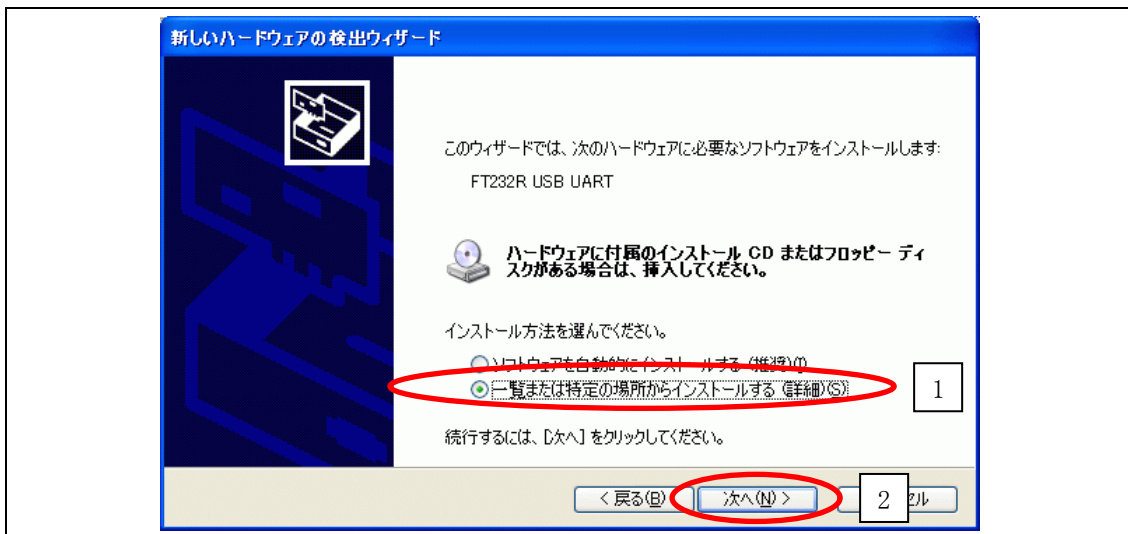 新しいハードウェアの検出ウィザード
このウィザードでは、次のハードウェアに必要なソフトウェアをインストールします:
FT232R USB UART
ハードウェアに付属のインストール CD またはフロッピー ディ
スクがある場合は、挿入してください。
インストール方法を選んでください。
ソフトウェアを自動的にインストールする (推奨)(I)
一覧または特定の場所からインストールする (詳細)(S)
1
続行するには、[次へ] をクリックしてください。
< 戻る(B)
次へ(N) >
2
セル